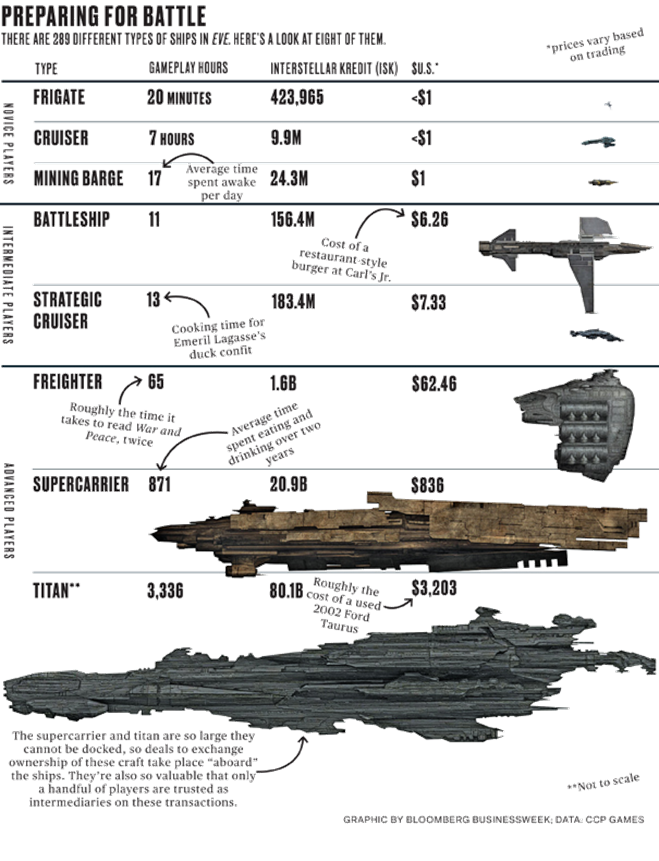 PREPARING FOR BATTLE
THERE ARE 289 DIFFERENT TYPES OF SHIPS IN EVE. HERE'S A LOOK AT EIGHT OF THEM.
*prices vary based
on trading
TYPE GAMEPLAY HOURS INTERSTELLAR KREDIT (ISK) $U.S.*
NOVICE PLAYERS
FRIGATE 20 MINUTES 423,965 <$1
CRUISER 7 HOURS 9.9M <$1
MINING BARGE 17 24.3M $1
Average time
spent awake
per day
INTERMEDIATE PLAYERS
BATTLESHIP 11 156.4M $6.26
Cost of a
restaurant-style
burger at Carl's Jr.
STRATEGIC
CRUISER
13 183.4M $7.33
Cooking time for
Emeril Lagasse's
duck confit
ADVANCED PLAYERS
FREIGHTER 65 1.6B $62.46
Roughly the time it
takes to read War and
Peace, twice
Average time
spent eating and
drinking over two
years
SUPERCARRIER 871 20.9B $836
TITAN** 3,336 80.1B $3,203
Roughly the
cost of a used
2002 Ford
Taurus
The supercarrier and titan are so large they
cannot be docked, so deals to exchange
ownership of these craft take place "aboard"
the ships. They're also so valuable that only
a handful of players are trusted as
intermediaries on these transactions.
**Not to scale
GRAPHIC BY BLOOMBERG BUSINESSWEEK; DATA: CCP GAMES